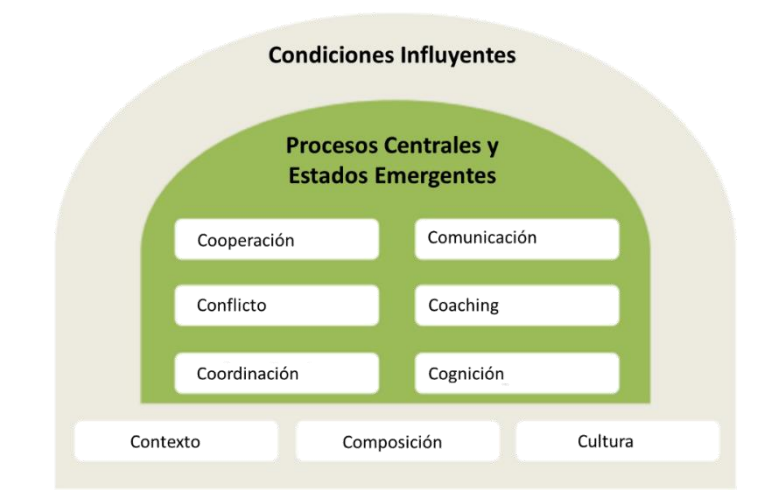 Condiciones Influyentes
Procesos Centrales y
Estados Emergentes
Cooperación
Comunicación
Conflicto
Coaching
Coordinación
Cognición
Contexto
Composición
Cultura